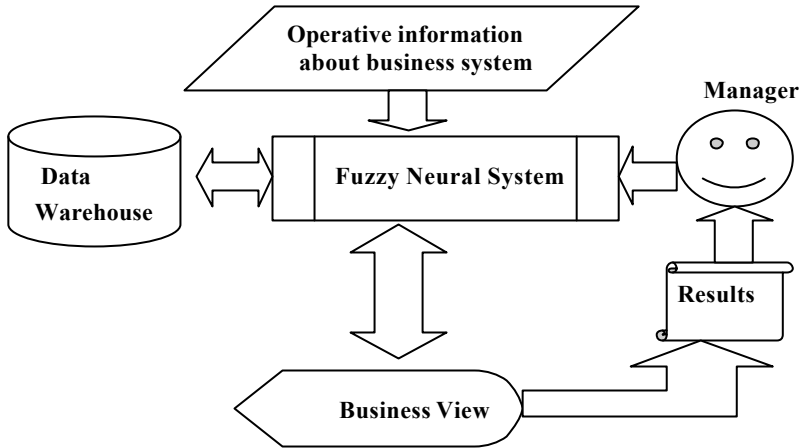 Operative information
about business system
Manager
Data
Warehouse
Fuzzy Neural System
Results
Business View